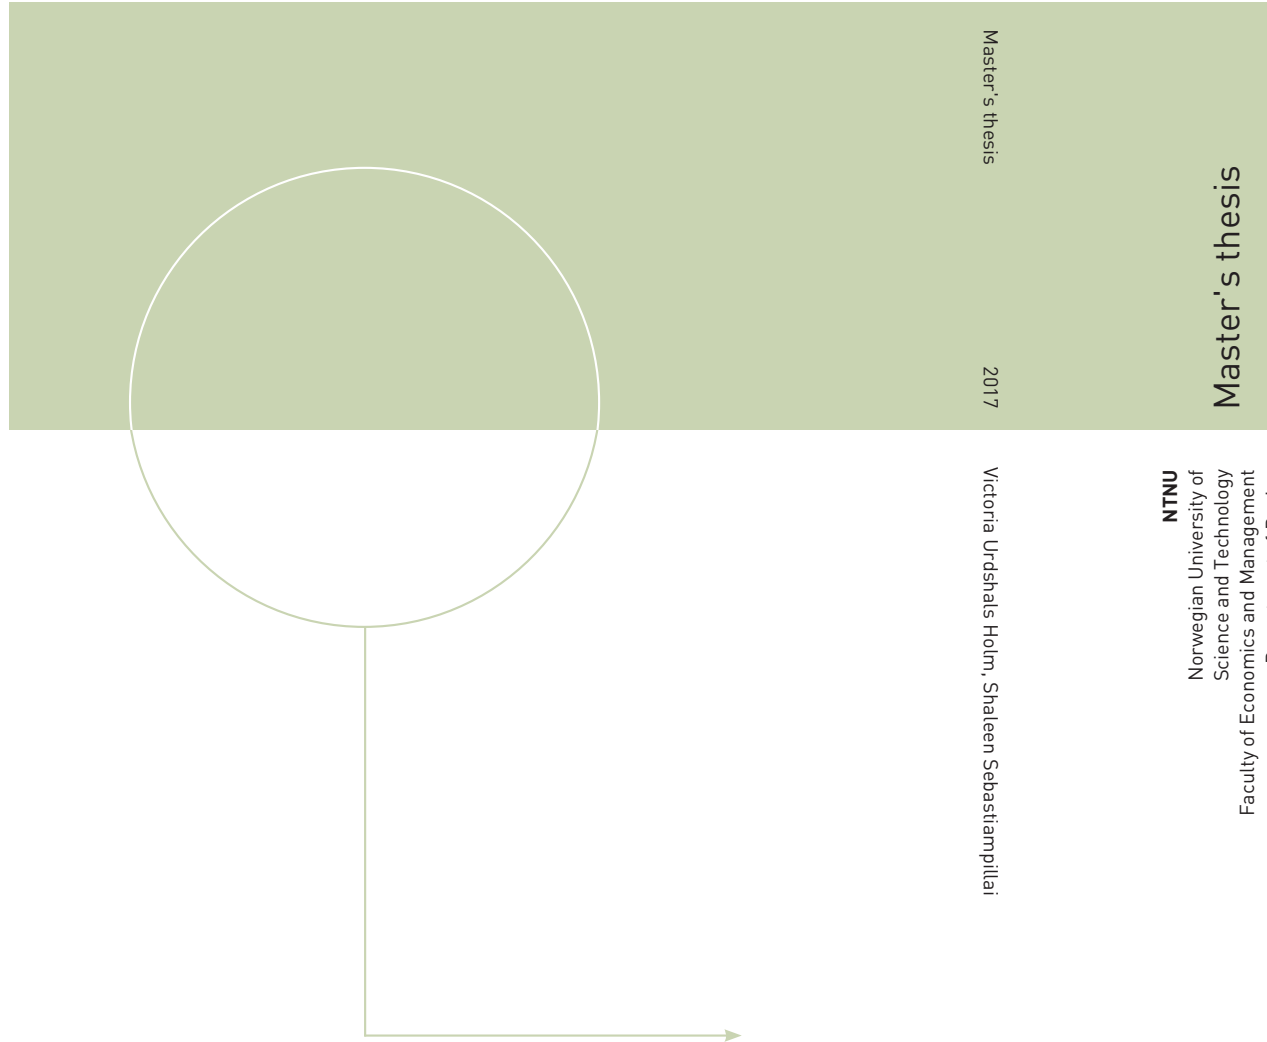 Master's thesis
2017
Victoria Urdshals Holm, Shaleen Sebastiampillai
Master's thesis
NTNU
Norwegian University of
Science and Technology
Faculty of Economics and Management